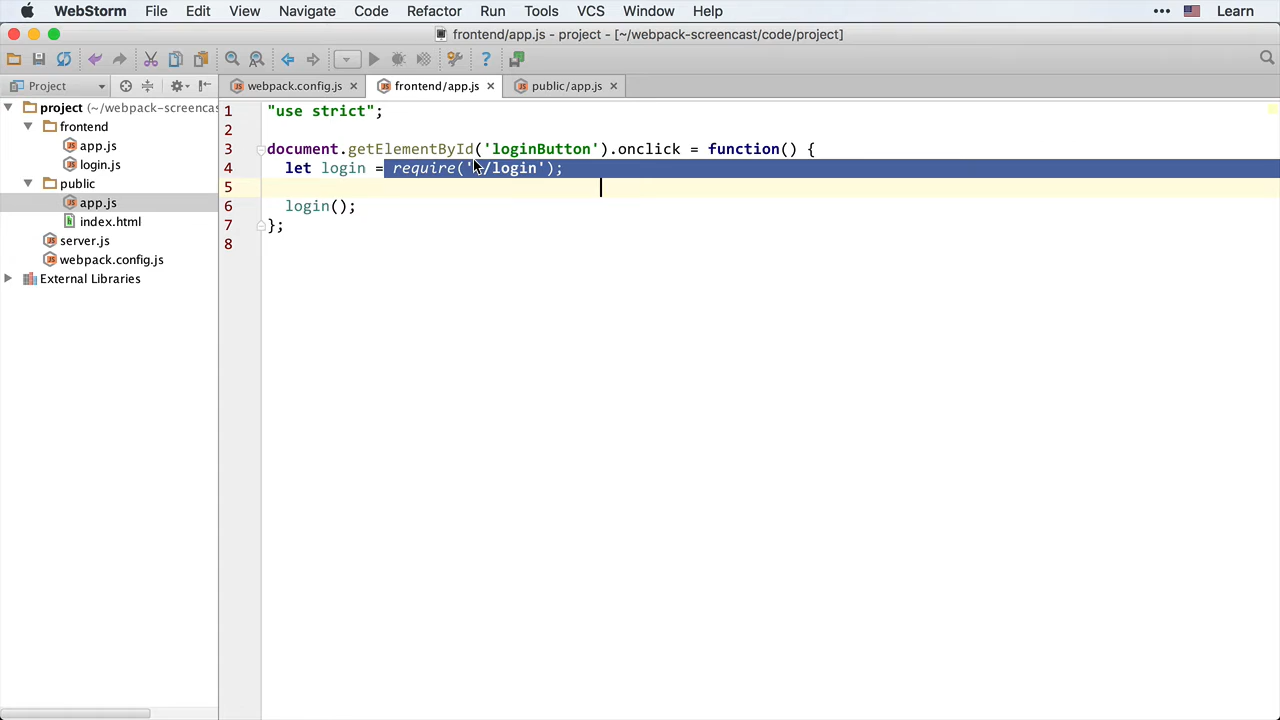 WebStorm File Edit View Navigate Code Refactor Run Tools VCS Window Help Learn
frontend/app.js - project - [~/webpack-screencast/code/project]
Project webpack.config.js frontend/app.js public/app.js
project (~/webpack-screencas
frontend
app.js
login.js
public
app.js
index.html
server.js
webpack.config.js
External Libraries
1 "use strict";
2
3 document.getElementById('loginButton').onclick = function() {
4 let login = require('./login');
5
6 login();
7 };
8